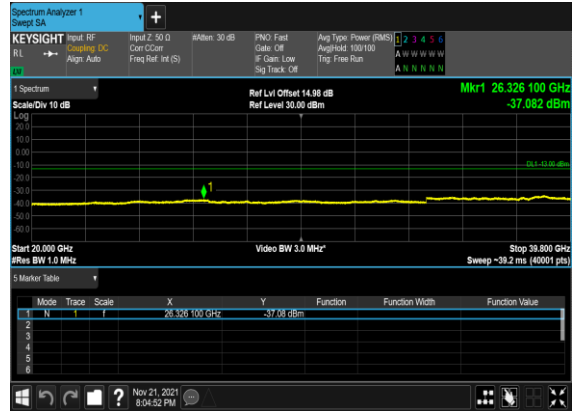 Spectrum Analyzer 1
Swept SA
KEYSIGHT Input: RF Input Z: 50 Ω #Atten: 30 dB PNO: Fast Avg Type: Power (RMS) 1 2 3 4 5 6
RL Coupling: DC Corr CCorr Gate: Off Avg|Hold: 100/100 A W W W W W
Align: Auto Freq Ref: Int (S) IF Gain: Low Trig: Free Run
Sig Track: Off A N N N N N
1 Spectrum Ref Lvl Offset 14.98 dB Mkr1 26.326 100 GHz
Scale/Div 10 dB Ref Level 30.00 dBm -37.082 dBm
Log
20.0
10.0
0.00
-10.0
DL1 -13.00 dBm
-20.0
-30.0
1
-40.0
-50.0
-60.0
Start 20.000 GHz Video BW 3.0 MHz* Stop 39.800 GHz
#Res BW 1.0 MHz Sweep ~39.2 ms (40001 pts)
5 Marker Table
Mode Trace Scale X Y Function Function Width Function Value
1 N 1 f 26.326 100 GHz -37.08 dBm
2
3
4
5
6
Nov 21, 2021
8:04:52 PM